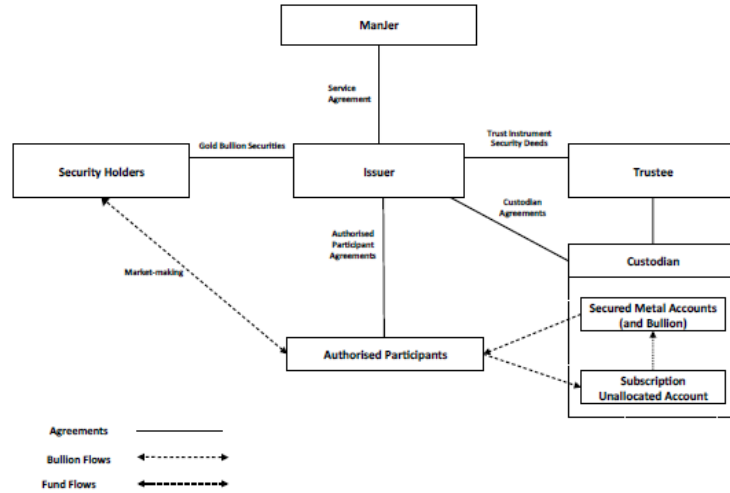 ManJer
Service
Agreement
Gold Bullion Securities
Trust Instrument
Security Deeds
Security Holders
Issuer
Trustee
Custodian
Agreements
Authorised
Participant
Agreements
Custodian
Market-making
Secured Metal Accounts
(and Bullion)
Authorised Participants
Subscription
Unallocated Account
Agreements
Bullion Flows
Fund Flows